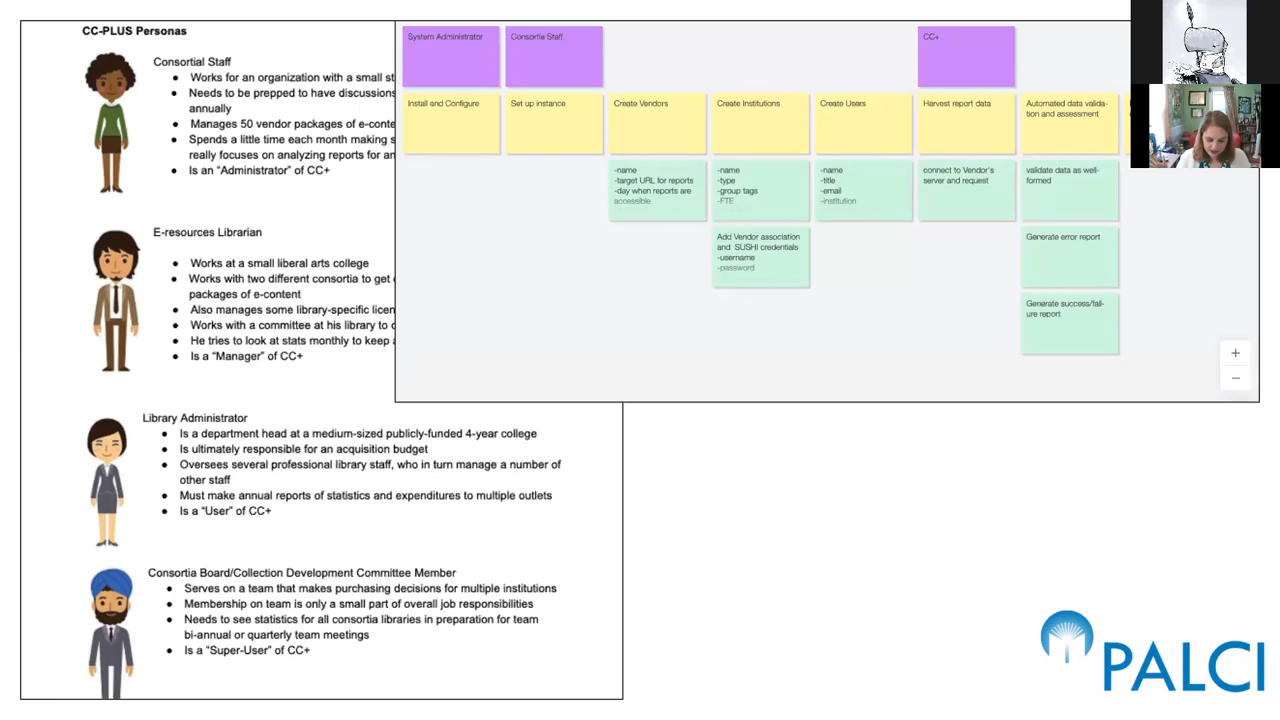 CC-PLUS Personas
Consortial Staff
● Works for an organization with a small st
● Needs to be prepped to have discussions
annually
● Manages 50 vendor packages of e-conte
● Spends a little time each month making s
really focuses on analyzing reports for an
● Is an “Administrator” of CC+
E-resources Librarian
● Works at a small liberal arts college
● Works with two different consortia to get
packages of e-content
● Also manages some library-specific licen
● Works with a committee at his library to
● He tries to look at stats monthly to keep
● Is a “Manager” of CC+
Library Administrator
● Is a department head at a medium-sized publicly-funded 4-year college
● Is ultimately responsible for an acquisition budget
● Oversees several professional library staff, who in turn manage a number of
other staff
● Must make annual reports of statistics and expenditures to multiple outlets
● Is a “User” of CC+
Consortia Board/Collection Development Committee Member
● Serves on a team that makes purchasing decisions for multiple institutions
● Membership on team is only a small part of overall job responsibilities
● Needs to see statistics for all consortia libraries in preparation for team
bi-annual or quarterly team meetings
● Is a “Super-User” of CC+
System Administrator
Consortia Staff
CC+
Install and Configure
Set up instance
Create Vendors
Create Institutions
Create Users
Harvest report data
Automated data valida-
tion and assessment
-name
-target URL for reports
-day when reports are
accessible
-name
-type
-group tags
-FTE
-name
-title
-email
-institution
connect to Vendor's
server and request
validate data as well-
formed
Add Vendor association
and SUSHI credentials
-username
-password
Generate error report
Generate success/fail-
ure report
+
−
PALCI